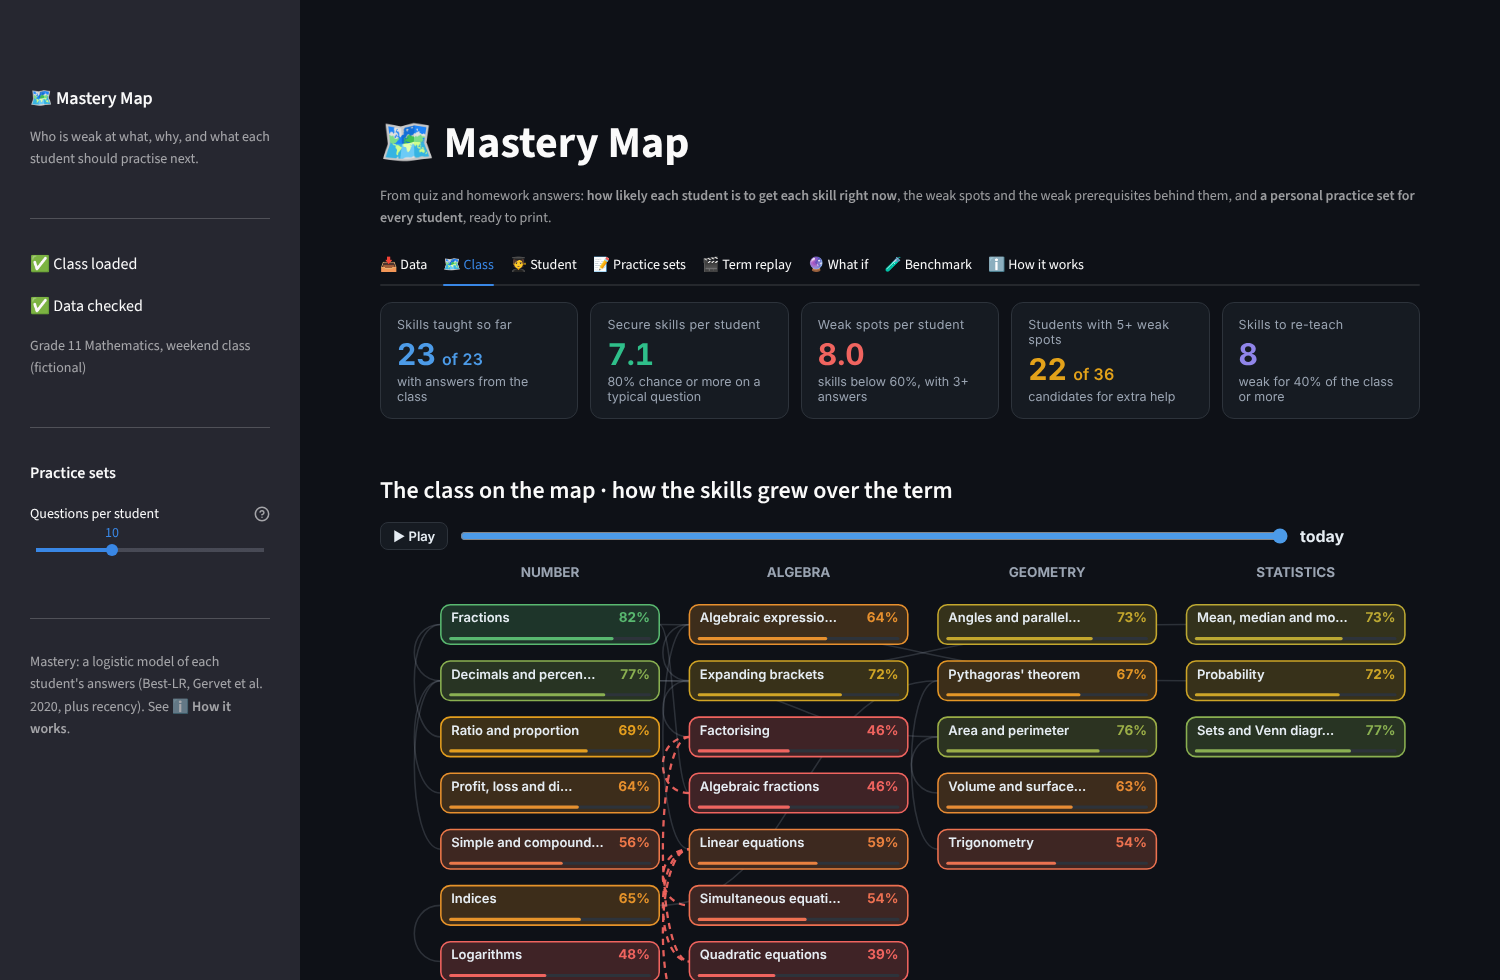 🗺️ Mastery Map
Who is weak at what, why, and what each
student should practise next.
✅ Class loaded
✅ Data checked
Grade 11 Mathematics, weekend class
(fictional)
Practice sets
Questions per student
10
Mastery: a logistic model of each
student's answers (Best-LR, Gervet et al.
2020, plus recency). See ℹ️ How it
works.
🗺️ Mastery Map
From quiz and homework answers: how likely each student is to get each skill right now, the weak spots and the weak prerequisites behind them, and a personal practice set for
every student, ready to print.
📥 Data 🗺️ Class 🧑‍🎓 Student 📝 Practice sets 🎬 Term replay 🔮 What if 🧪 Benchmark ℹ️ How it works
Skills taught so far
23 of 23
with answers from the
class
Secure skills per student
7.1
80% chance or more on a
typical question
Weak spots per student
8.0
skills below 60%, with 3+
answers
Students with 5+ weak
spots
22 of 36
candidates for extra help
Skills to re-teach
8
weak for 40% of the class
or more
The class on the map · how the skills grew over the term
▶ Play
today
NUMBER
Fractions 82%
Decimals and percen... 77%
Ratio and proportion 69%
Profit, loss and di... 64%
Simple and compound... 56%
Indices 65%
Logarithms 48%
ALGEBRA
Algebraic expressio... 64%
Expanding brackets 72%
Factorising 46%
Algebraic fractions 46%
Linear equations 59%
Simultaneous equati... 54%
Quadratic equations 39%
GEOMETRY
Angles and parallel... 73%
Pythagoras' theorem 67%
Area and perimeter 76%
Volume and surface... 63%
Trigonometry 54%
STATISTICS
Mean, median and mo... 73%
Probability 72%
Sets and Venn diagr... 77%